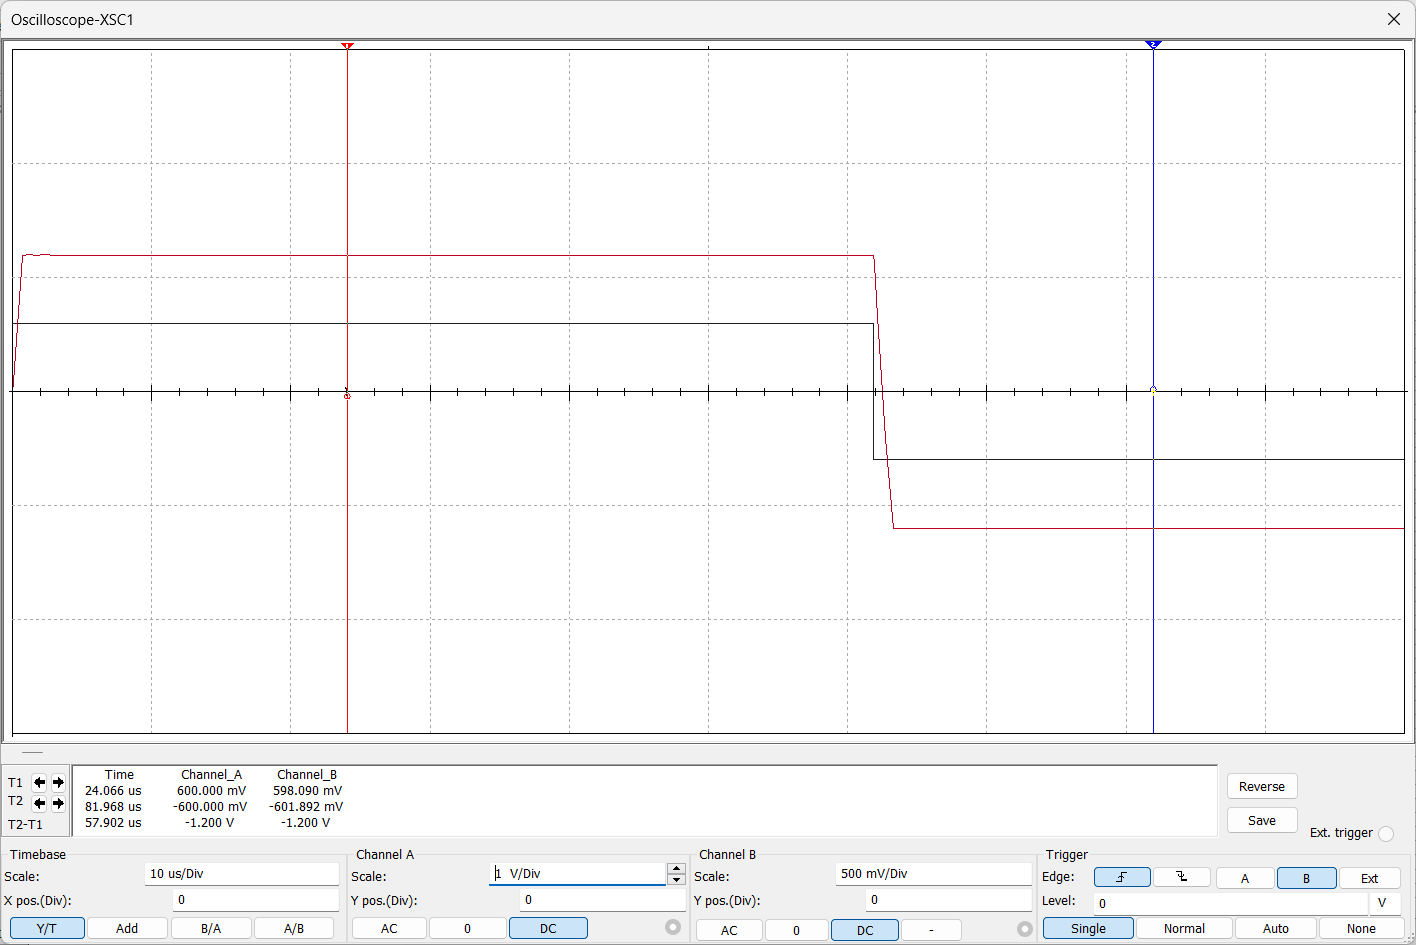 Oscilloscope-XSC1
1
2
T1
T2
T2-T1
Time Channel_A Channel_B
24.066 us 600.000 mV 598.090 mV
81.968 us -600.000 mV -601.892 mV
57.902 us -1.200 V -1.200 V
Reverse
Save
Ext. trigger
Timebase
Scale: 10 us/Div
X pos.(Div): 0
Y/T Add B/A A/B
Channel A
Scale: 1 V/Div
Y pos.(Div): 0
AC 0 DC
Channel B
Scale: 500 mV/Div
Y pos.(Div): 0
AC 0 DC -
Trigger
Edge: A B Ext
Level: 0 V
Single Normal Auto None